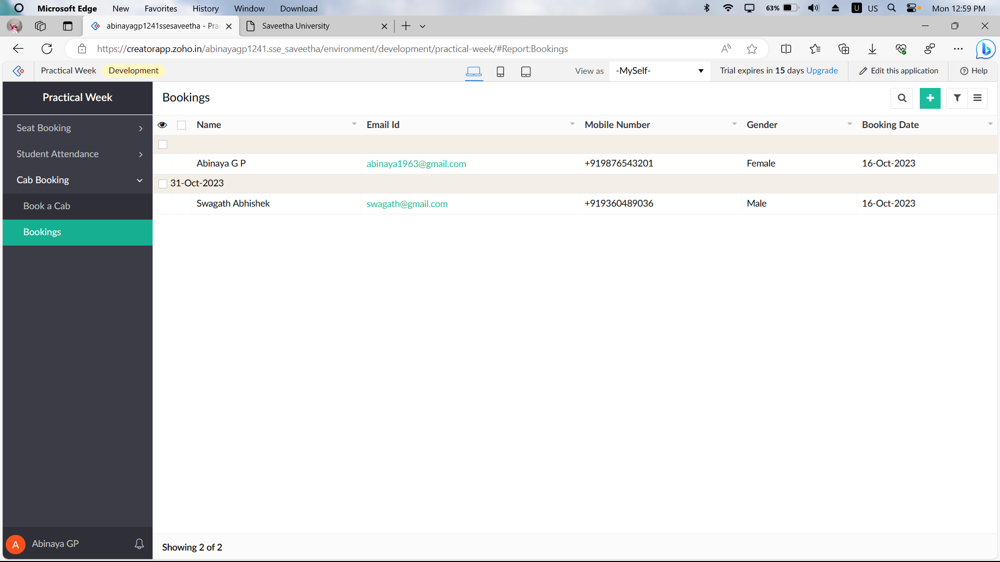 Microsoft Edge New Favorites History Window Download 63% U US Mon 12:59 PM
abinayagp1241ssesaveetha - Pra Saveetha University
https://creatorapp.zoho.in/abinayagp1241.sse_saveetha/environment/development/practical-week/#Report:Bookings
Practical Week Development View as -MySelf- Trial expires in 15 days Upgrade Edit this application Help
Practical Week
Bookings
Seat Booking
Student Attendance
Cab Booking
Book a Cab
Bookings
Name Email Id Mobile Number Gender Booking Date
Abinaya G P abinaya1963@gmail.com +919876543201 Female 16-Oct-2023
31-Oct-2023
Swagath Abhishek swagath@gmail.com +919360489036 Male 16-Oct-2023
A Abinaya GP
Showing 2 of 2